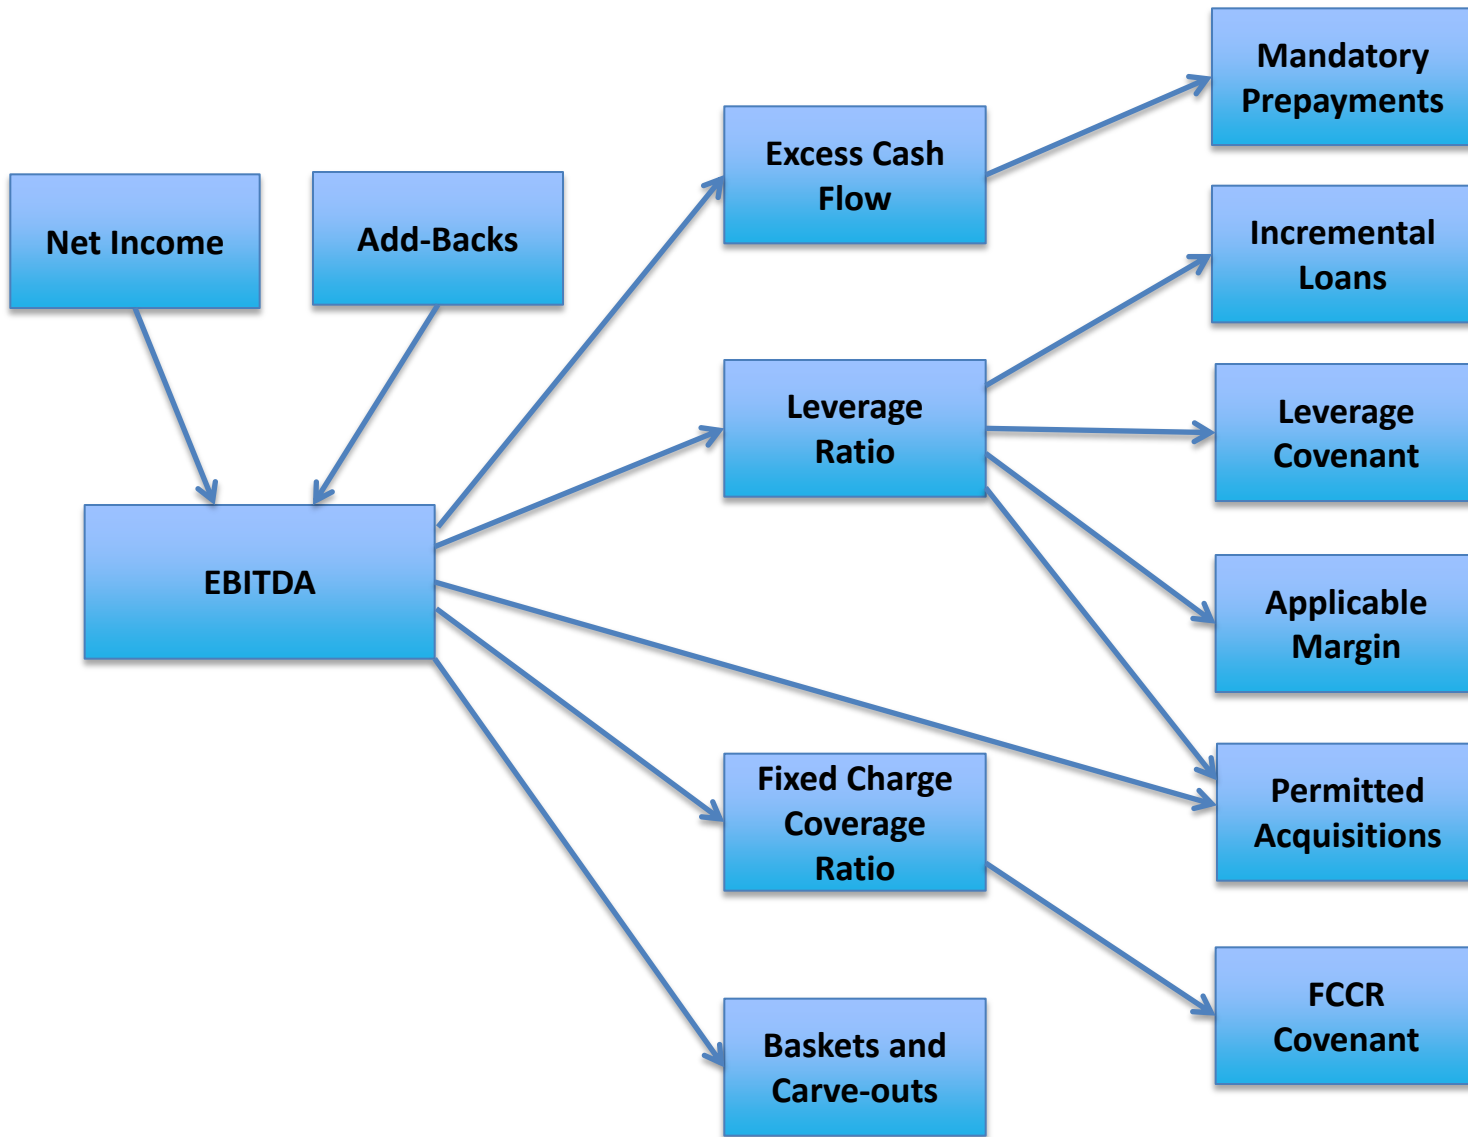 Net Income
Add-Backs
EBITDA
Excess Cash
Flow
Leverage
Ratio
Fixed Charge
Coverage
Ratio
Baskets and
Carve-outs
Mandatory
Prepayments
Incremental
Loans
Leverage
Covenant
Applicable
Margin
Permitted
Acquisitions
FCCR
Covenant